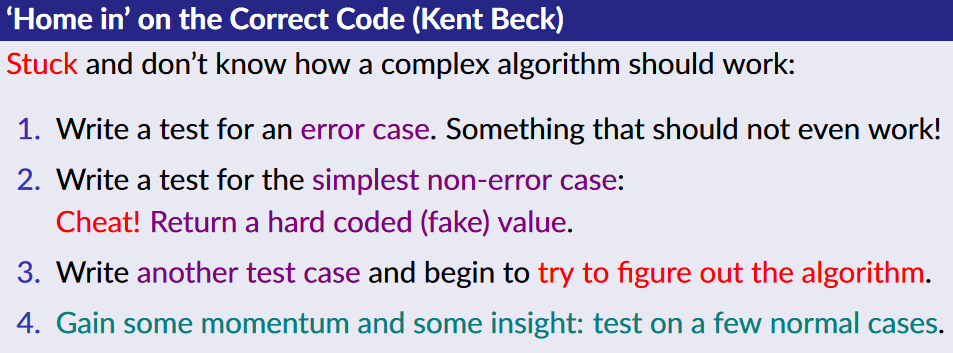 ‘Home in’ on the Correct Code (Kent Beck)
Stuck and don’t know how a complex algorithm should work:
1. Write a test for an error case. Something that should not even work!
2. Write a test for the simplest non-error case:
Cheat! Return a hard coded (fake) value.
3. Write another test case and begin to try to figure out the algorithm.
4. Gain some momentum and some insight: test on a few normal cases.